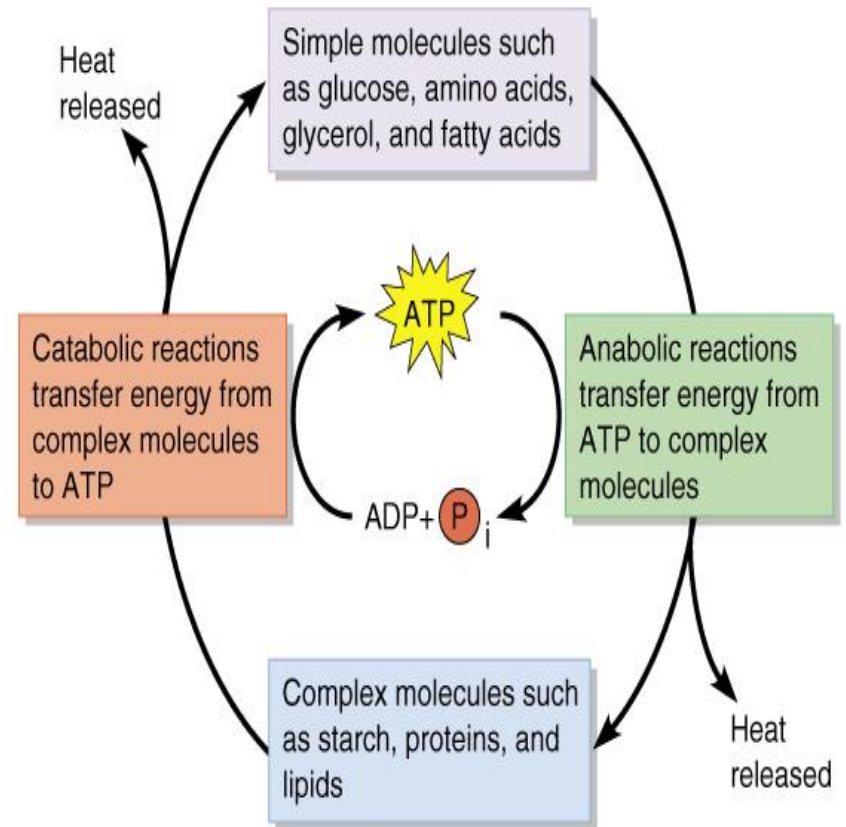 Simple molecules such
as glucose, amino acids,
glycerol, and fatty acids
Heat
released
ATP
Catabolic reactions
transfer energy from
complex molecules
to ATP
Anabolic reactions
transfer energy from
ATP to complex
molecules
ADP+ P i
Complex molecules such
as starch, proteins, and
lipids
Heat
released